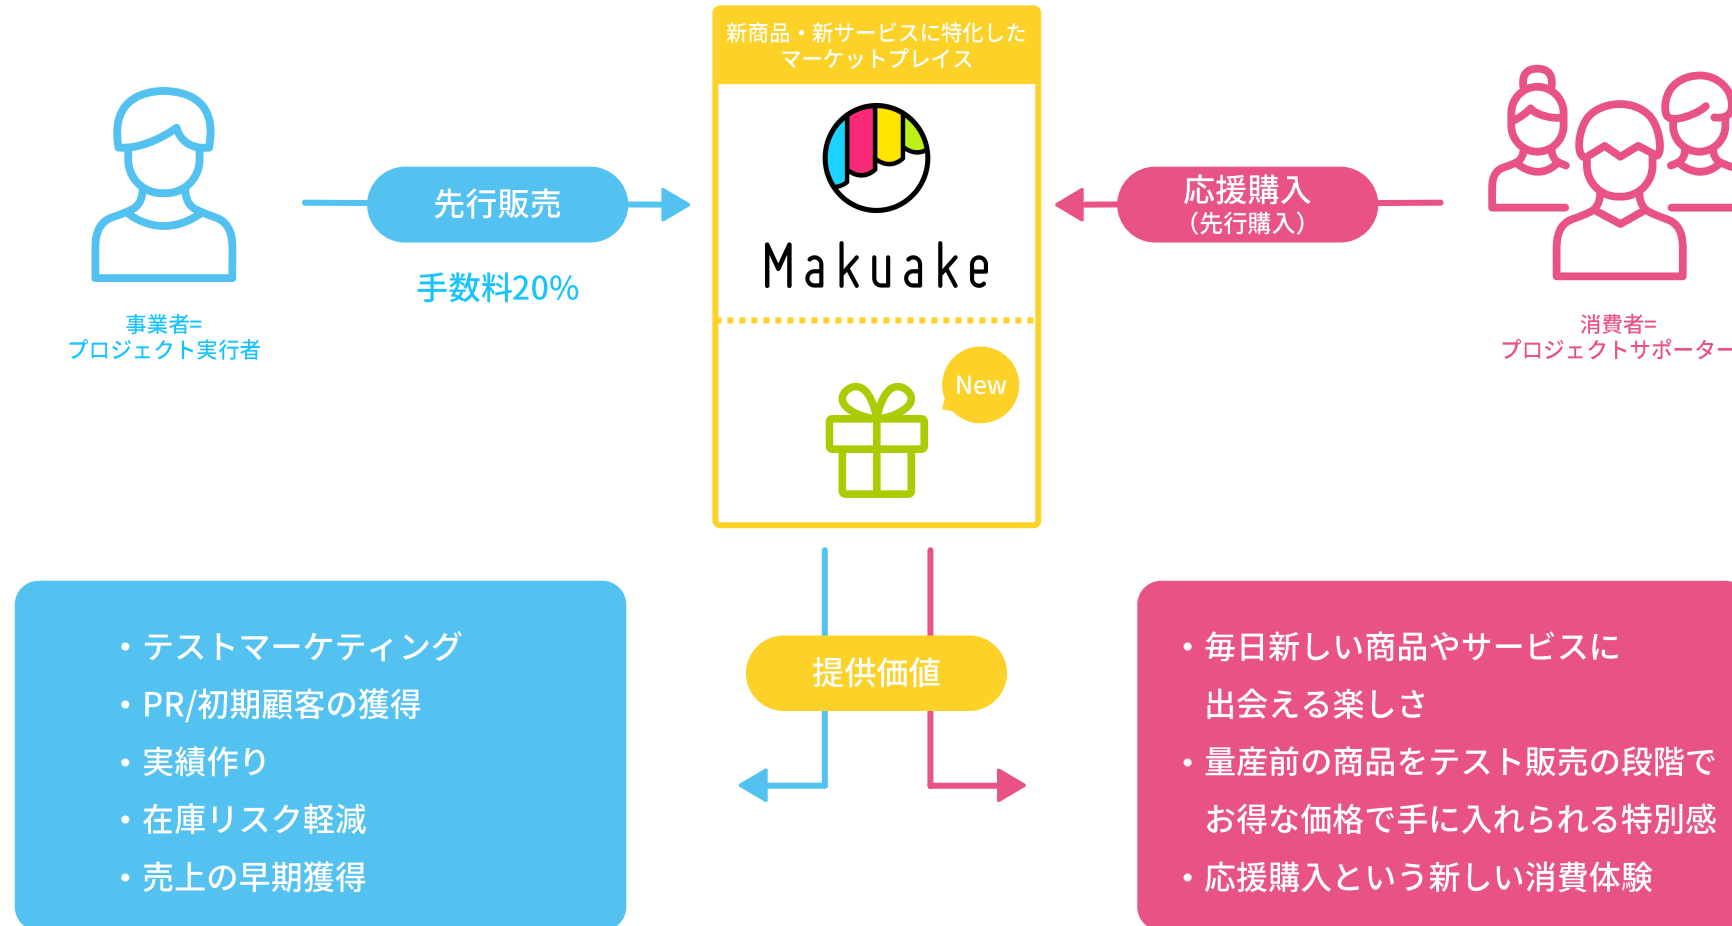 新商品・新サービスに特化した
マーケットプレイス
Makuake
先行販売
手数料20%
応援購入
（先行購入）
事業者=
プロジェクト実行者
消費者=
プロジェクトサポーター
New
提供価値
・テストマーケティング
・PR/初期顧客の獲得
・実績作り
・在庫リスク軽減
・売上の早期獲得
・毎日新しい商品やサービスに
出会える楽しさ
・量産前の商品をテスト販売の段階で
お得な価格で手に入れられる特別感
・応援購入という新しい消費体験